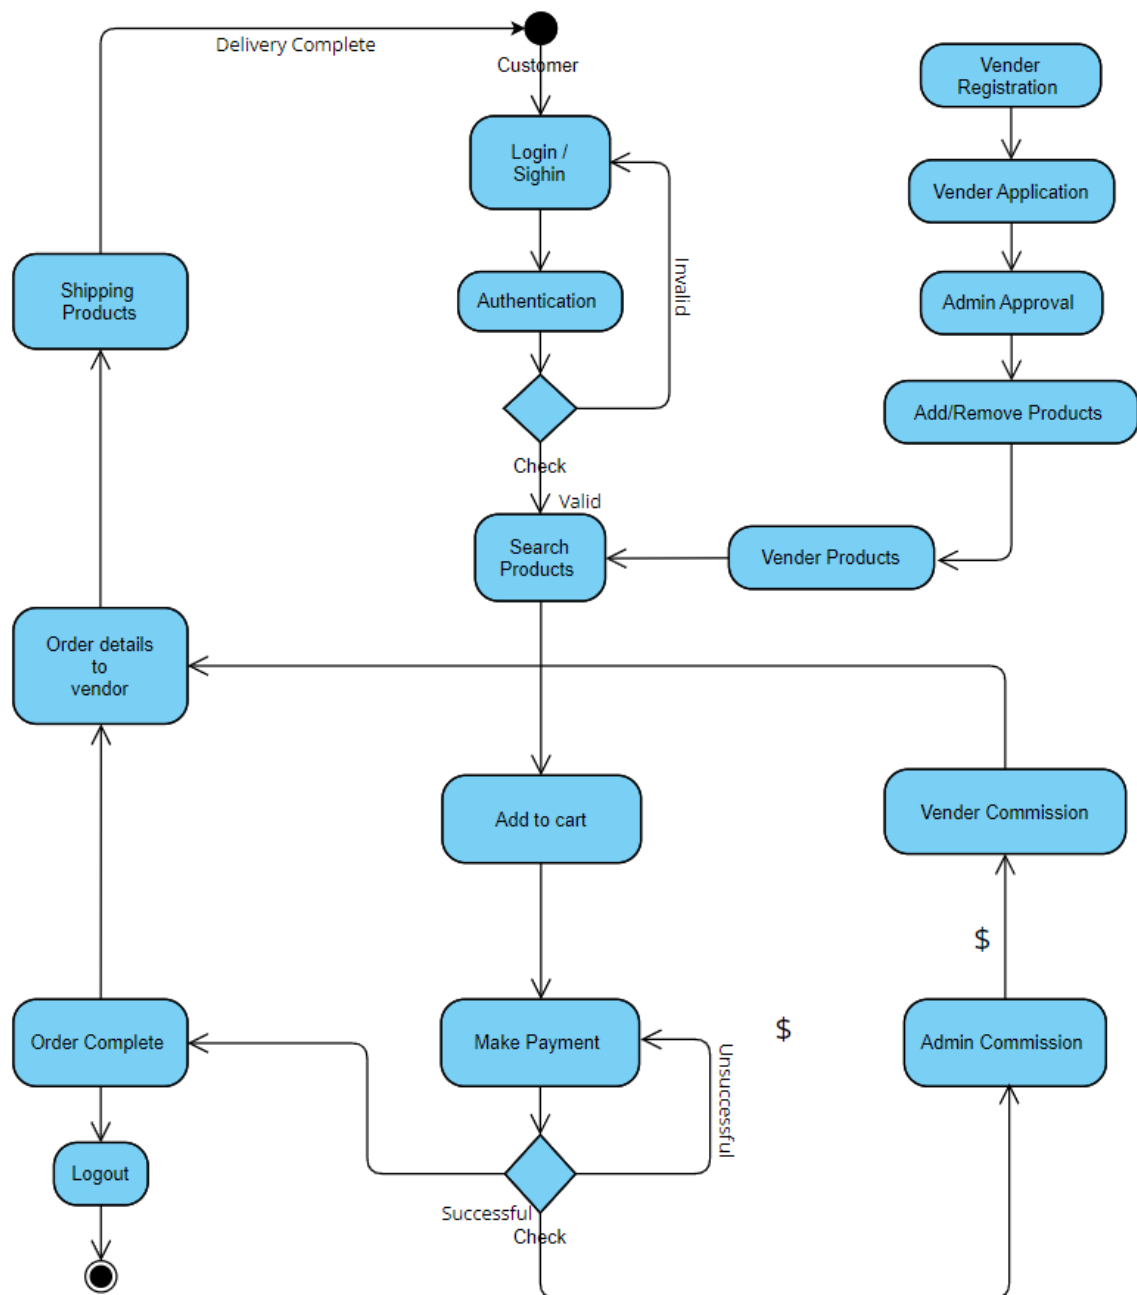 Delivery Complete
Customer
Vender
Registration
Login /
Sighin
Vender Application
Invalid
Shipping
Products
Authentication
Admin Approval
Add/Remove Products
Check
Valid
Search
Products
Vender Products
Order details
to
vendor
Add to cart
Vender Commission
$
$
Order Complete
Make Payment
Unsuccessful
Admin Commission
Logout
Successful
Check